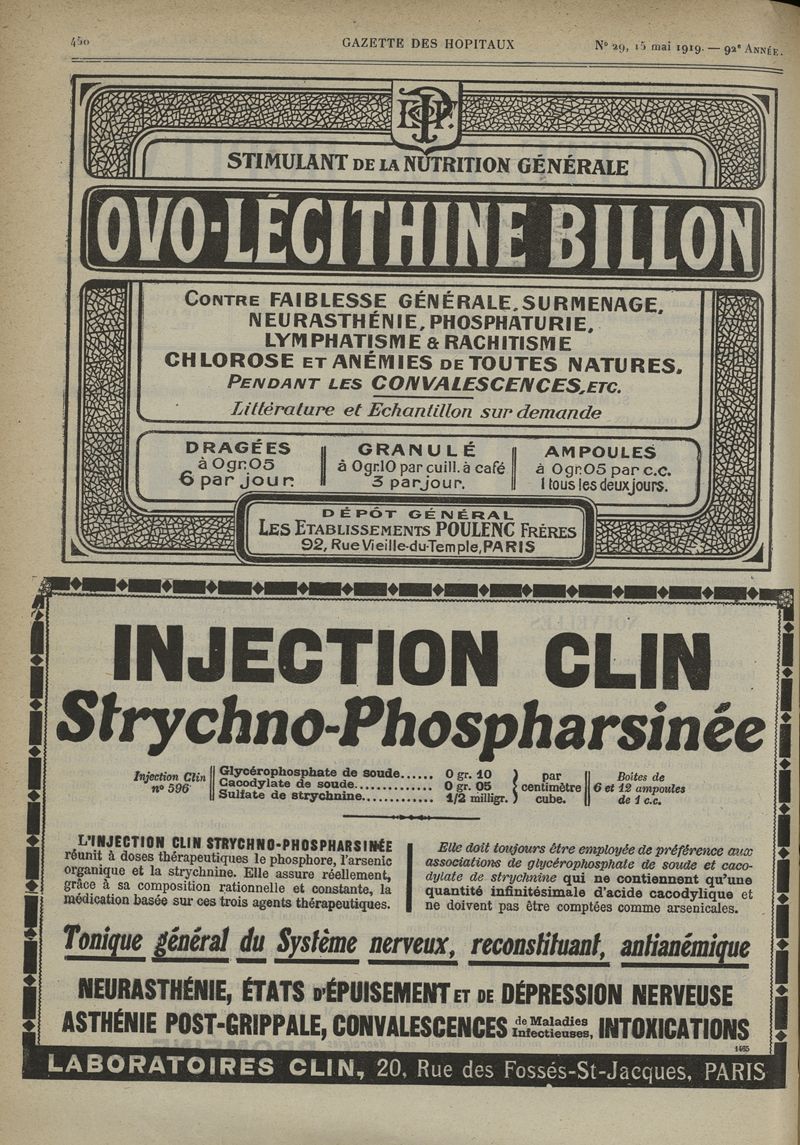 450
GAZETTE DES HOPITAUX
N° 29, 15 mai 1919. — 92e ANNÉE.
STIMULANT DE LA NUTRITION GÉNÉRALE
OVO-LÉCITHINE BILLON
CONTRE FAIBLESSE GÉNÉRALE, SURMENAGE,
NEURASTHÉNIE, PHOSPHATURIE,
LYMPHATISME & RACHITISME
CHLOROSE ET ANÉMIES DE TOUTES NATURES.
PENDANT LES CONVALESCENCES, ETC.
Littérature et Echantillon sur demande
DRAGÉES
à 0gr.05
6 par jour.
GRANULÉ
à 0gr.10 par cuill. à café
3 par jour.
AMPOULES
à 0gr.05 par c.c.
1 tous les deux jours.
DÉPÔT GÉNÉRAL
LES ETABLISSEMENTS POULENC FRÈRES
92, Rue Vieille-du-Temple, PARIS
INJECTION CLIN
Strychno-Phospharsinée
Injection Clin
n° 596
Glycérophosphate de soude...... 0 gr. 10
Cacodylate de soude............. 0 gr. 05
Sulfate de strychnine............ 1/2 milligr.
par
centimètre
cube.
Boites de
6 et 12 ampoules
de 1 c.c.
L'INJECTION CLIN STRYCHNO-PHOSPHARSINÉE
réunit à doses thérapeutiques le phosphore, l'arsenic
organique et la strychnine. Elle assure réellement,
grâce à sa composition rationnelle et constante, la
médication basée sur ces trois agents thérapeutiques.
Elle doit toujours être employée de préférence aux
associations de glycérophosphate de soude et caco-
dylate de strychnine qui ne contiennent qu'une
quantité infinitésimale d'acide cacodylique et
ne doivent pas être comptées comme arsenicales.
Tonique général du Système nerveux, reconstituant, antianémique
NEURASTHÉNIE, ÉTATS D'ÉPUISEMENT ET DE DÉPRESSION NERVEUSE
ASTHÉNIE POST-GRIPPALE, CONVALESCENCES de Maladies Infectieuses, INTOXICATIONS
1465
LABORATOIRES CLIN, 20, Rue des Fossés-St-Jacques, PARIS